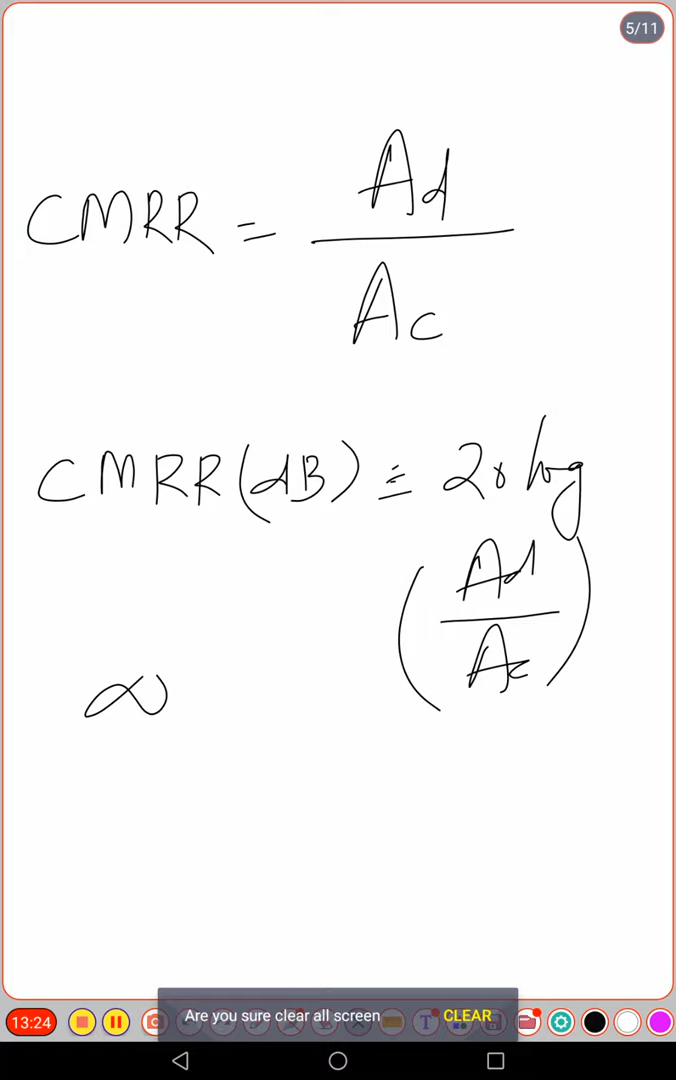 5/11
CMRR = Ad / Ac
CMRR(dB) = 20 log
(Ad / Ac)
∞
13:24
Are you sure clear all screen CLEAR
T